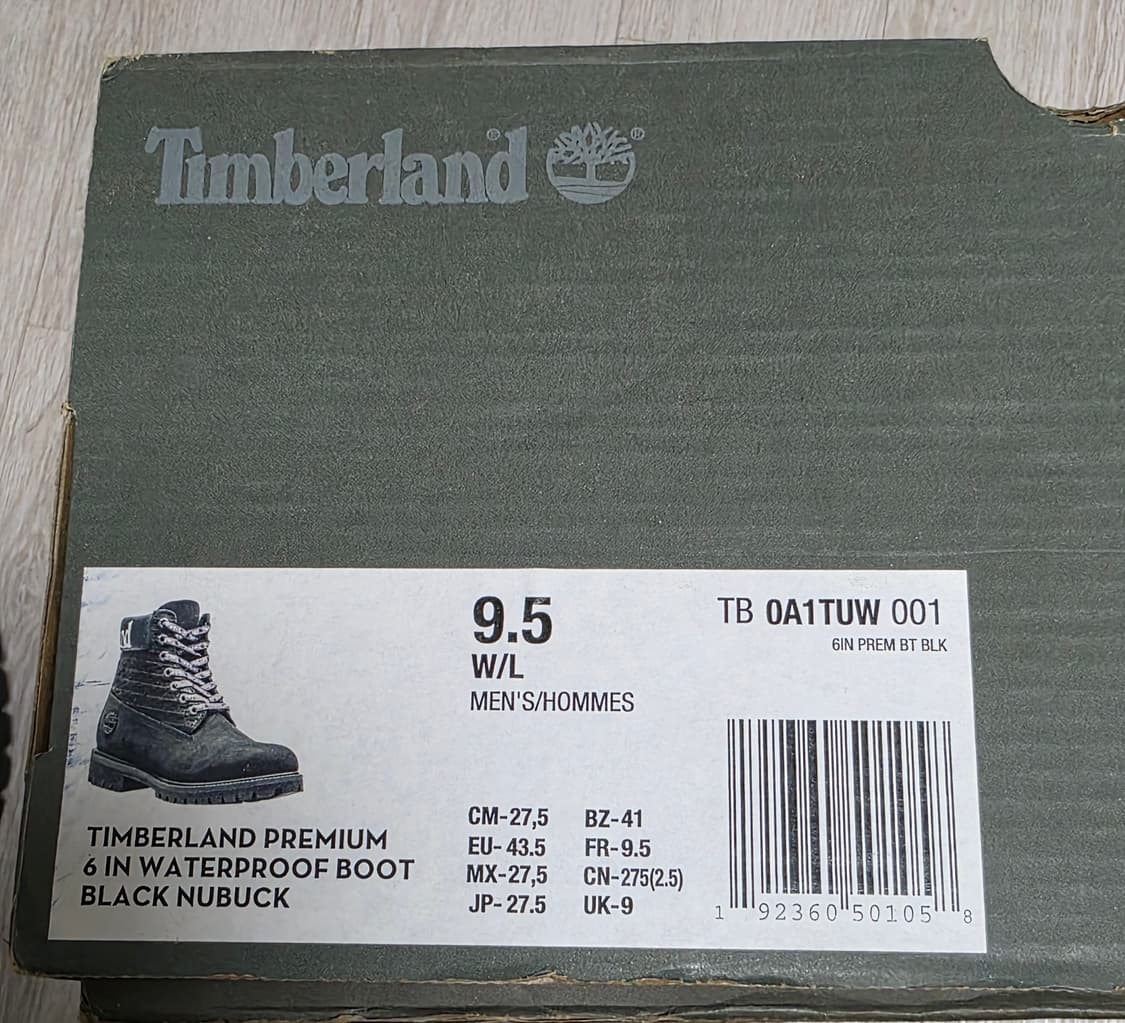 Timberland® ®
9.5
W/L
MEN'S/HOMMES
TB 0A1TUW 001
6IN PREM BT BLK
TIMBERLAND PREMIUM
6 IN WATERPROOF BOOT
BLACK NUBUCK
CM-27,5 BZ-41
EU-43.5 FR-9.5
MX-27,5 CN-275(2.5)
JP-27.5 UK-9
1 92360 50105 8